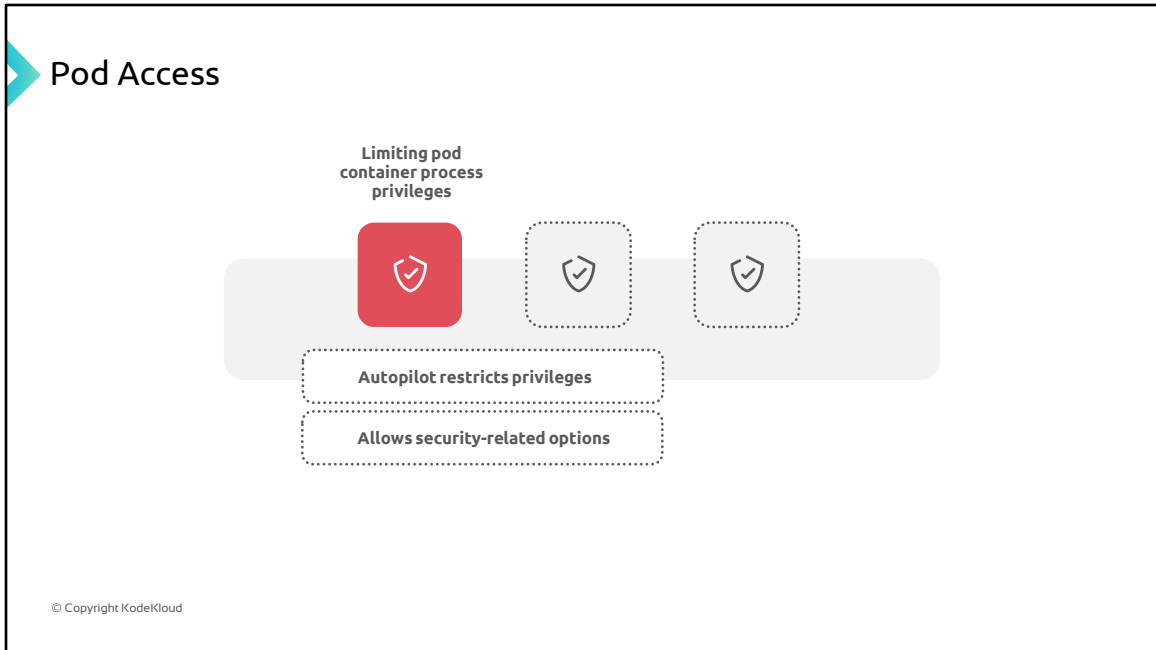 Pod Access
Limiting pod
container process
privileges
Autopilot restricts privileges
Allows security-related options
© Copyright KodeKloud